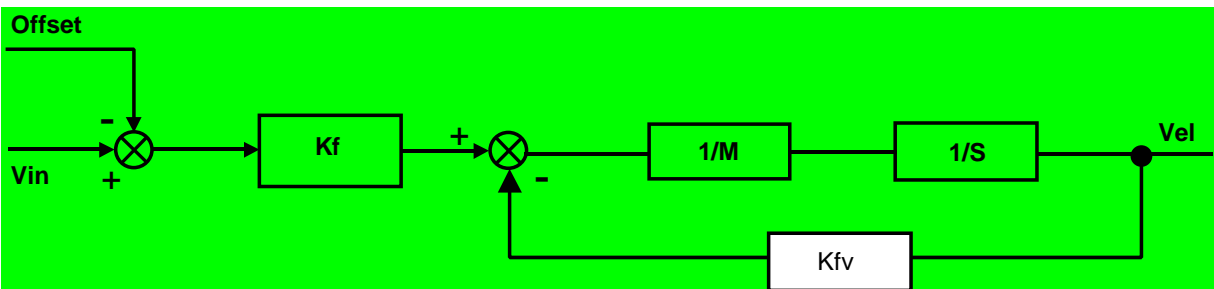 Offset
-
Kf
+
1/M
1/S
Vel
Vin
+
-
Kfv